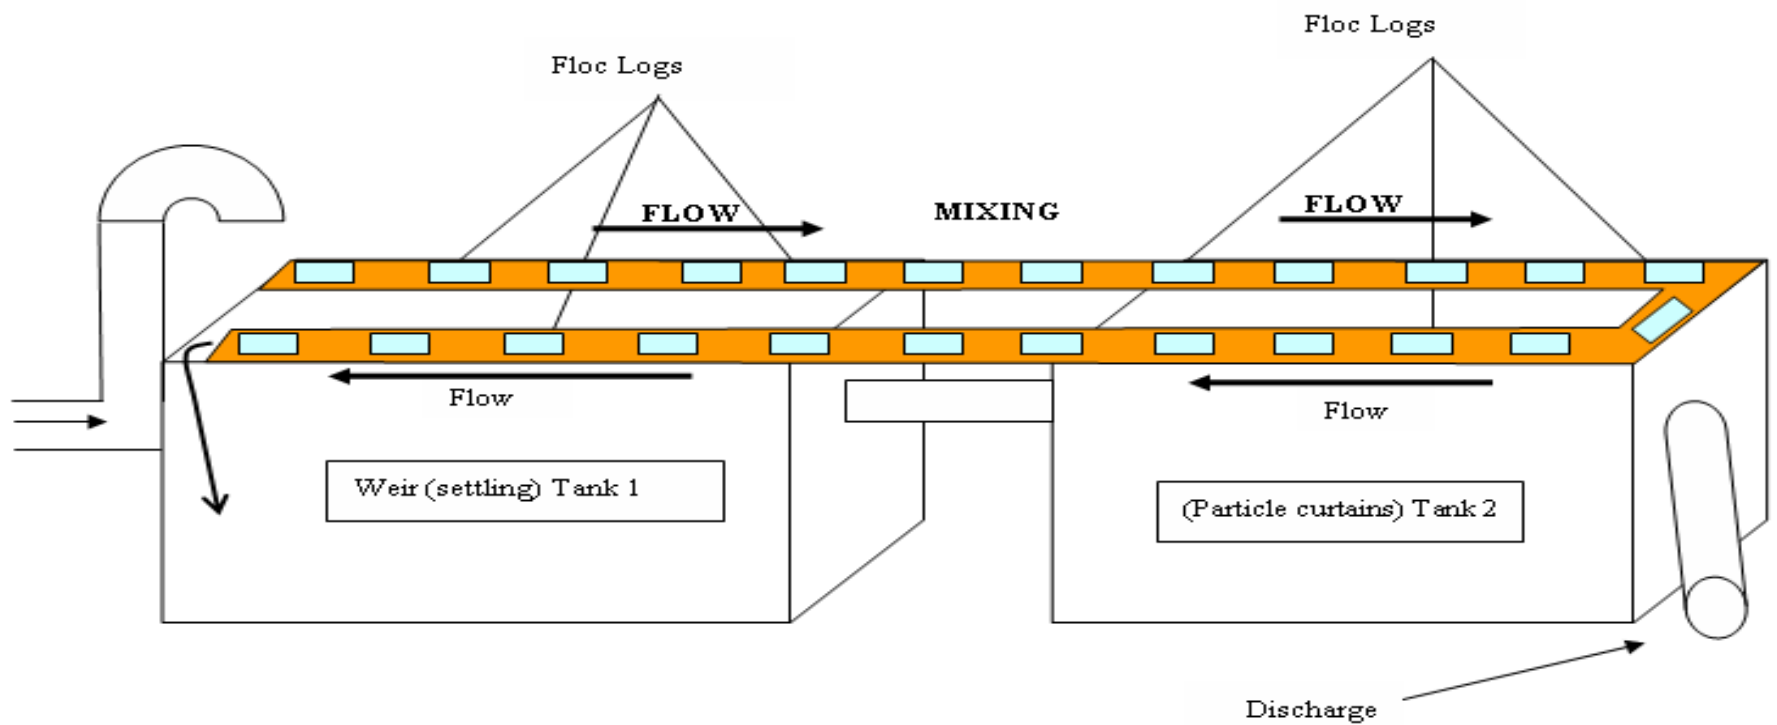 Floc Logs
Floc Logs
FLOW
MIXING
FLOW
Flow
Flow
Weir (settling) Tank 1
(Particle curtains) Tank 2
Discharge